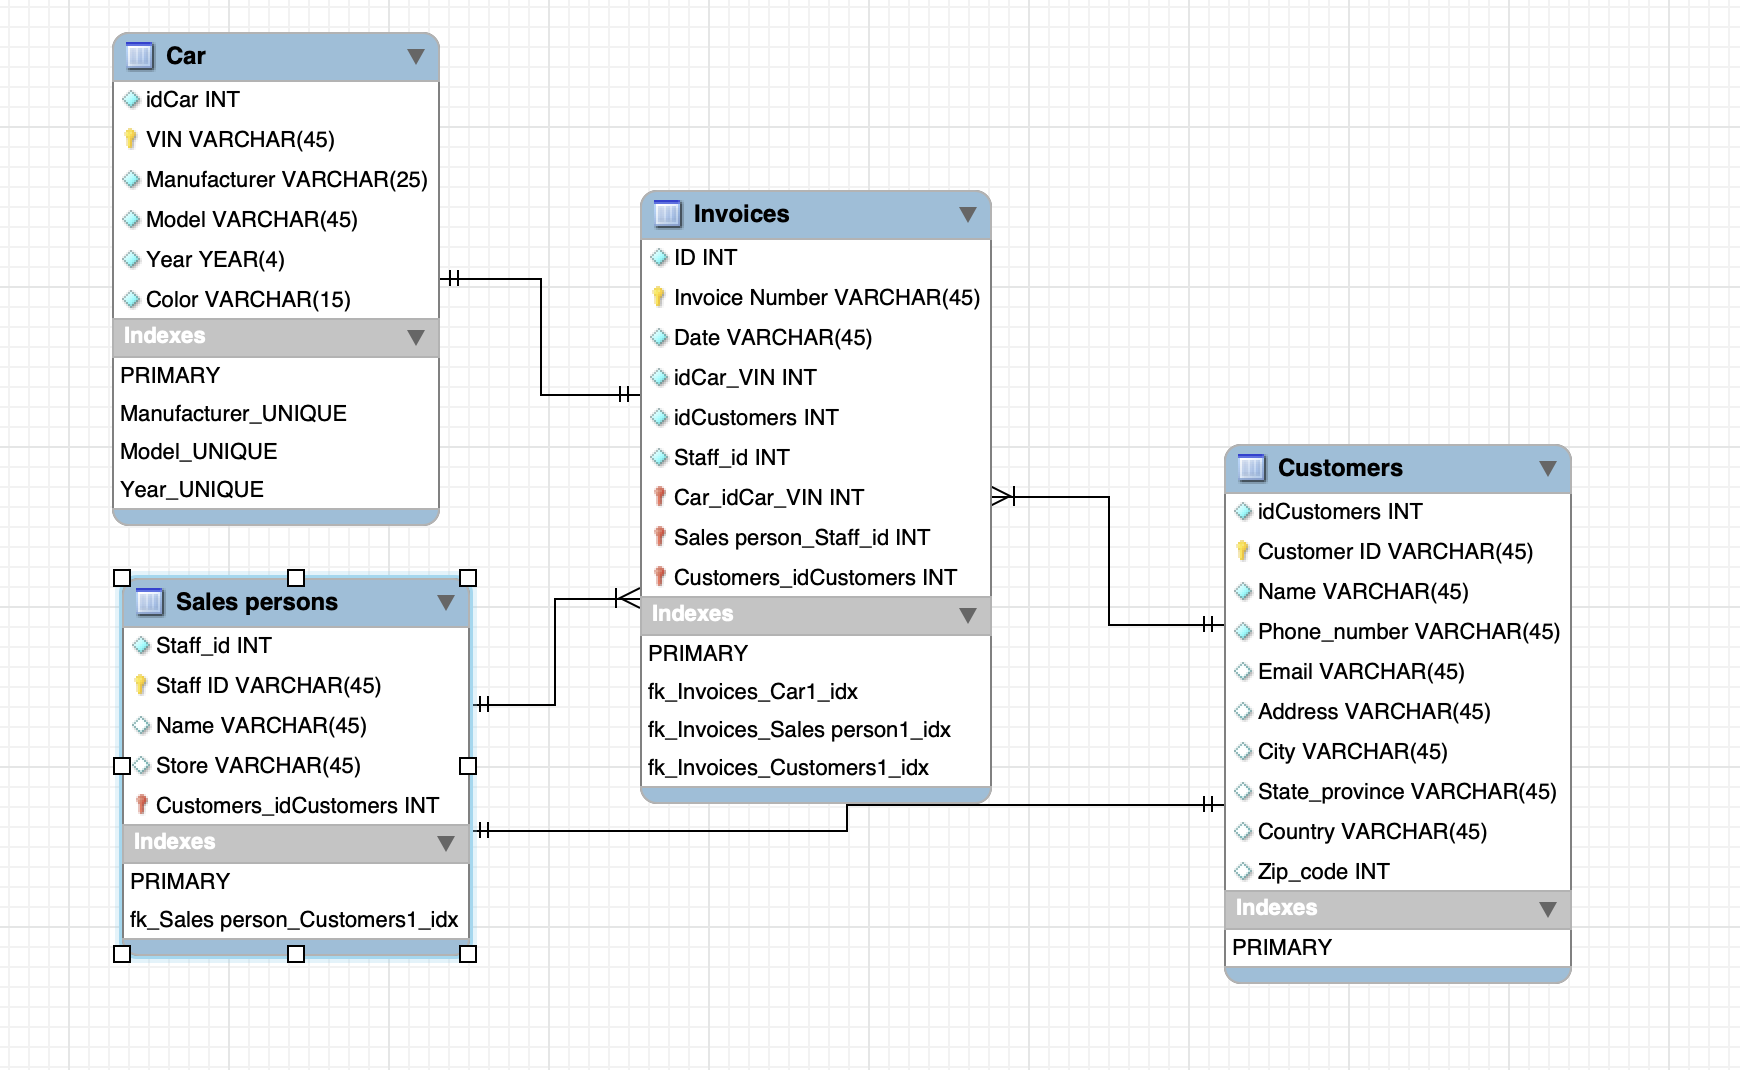 Car
idCar INT
VIN VARCHAR(45)
Manufacturer VARCHAR(25)
Model VARCHAR(45)
Year YEAR(4)
Color VARCHAR(15)
Indexes
PRIMARY
Manufacturer_UNIQUE
Model_UNIQUE
Year_UNIQUE
Sales persons
Staff_id INT
Staff ID VARCHAR(45)
Name VARCHAR(45)
Store VARCHAR(45)
Customers_idCustomers INT
Indexes
PRIMARY
fk_Sales person_Customers1_idx
Invoices
ID INT
Invoice Number VARCHAR(45)
Date VARCHAR(45)
idCar_VIN INT
idCustomers INT
Staff_id INT
Car_idCar_VIN INT
Sales person_Staff_id INT
Customers_idCustomers INT
Indexes
PRIMARY
fk_Invoices_Car1_idx
fk_Invoices_Sales person1_idx
fk_Invoices_Customers1_idx
Customers
idCustomers INT
Customer ID VARCHAR(45)
Name VARCHAR(45)
Phone_number VARCHAR(45)
Email VARCHAR(45)
Address VARCHAR(45)
City VARCHAR(45)
State_province VARCHAR(45)
Country VARCHAR(45)
Zip_code INT
Indexes
PRIMARY